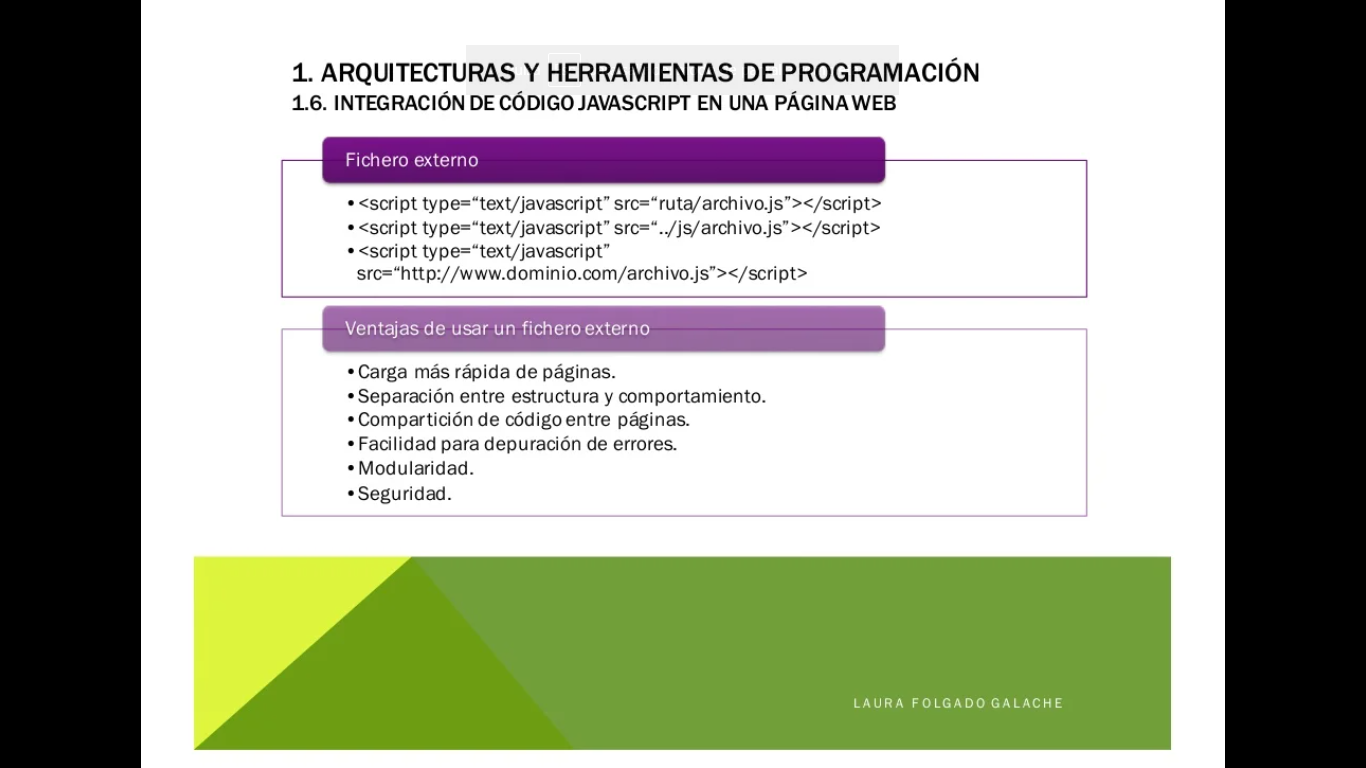 1. ARQUITECTURAS Y HERRAMIENTAS DE PROGRAMACIÓN
1.6. INTEGRACIÓN DE CÓDIGO JAVASCRIPT EN UNA PÁGINA WEB
Fichero externo
•<script type=“text/javascript” src=“ruta/archivo.js”></script>
•<script type=“text/javascript” src=“../js/archivo.js”></script>
•<script type=“text/javascript”
src=“http://www.dominio.com/archivo.js”></script>
Ventajas de usar un fichero externo
•Carga más rápida de páginas.
•Separación entre estructura y comportamiento.
•Compartición de código entre páginas.
•Facilidad para depuración de errores.
•Modularidad.
•Seguridad.
LAURA FOLGADO GALACHE